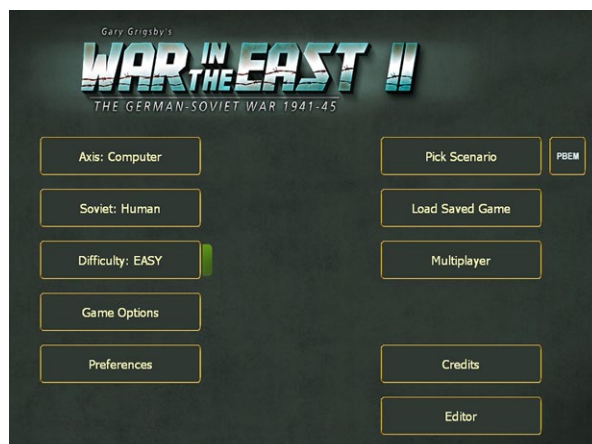 Gary Grigsby's
WAR IN THE EAST II
THE GERMAN-SOVIET WAR 1941-45
Axis: Computer
Pick Scenario
PBEM
Soviet: Human
Load Saved Game
Difficulty: EASY
Multiplayer
Game Options
Preferences
Credits
Editor